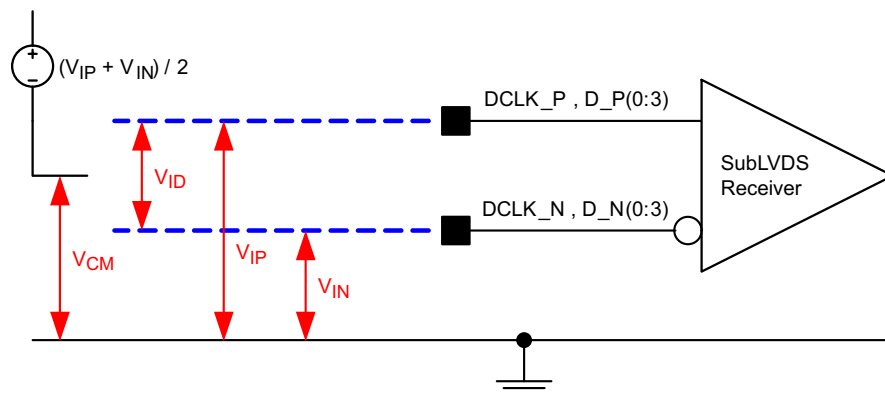 +
–
(VIP + VIN) / 2
DCLK_P , D_P(0:3)
SubLVDS
Receiver
VID
DCLK_N , D_N(0:3)
VCM
VIP
VIN